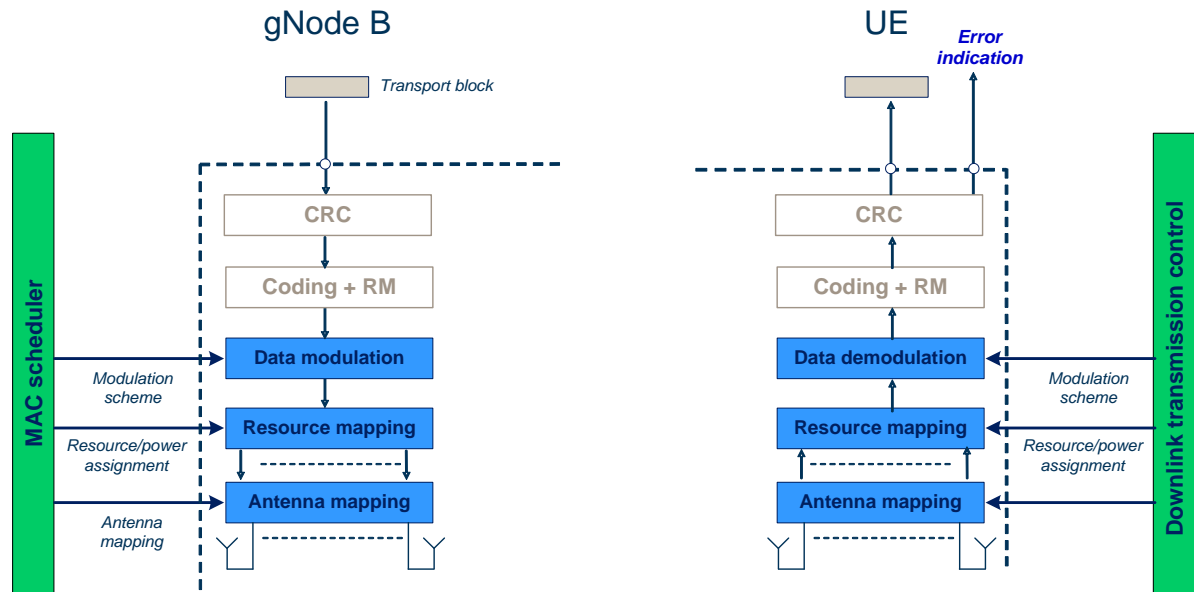 gNode B
UE
Error
indication
Transport block
CRC
CRC
Coding + RM
Coding + RM
MAC scheduler
Downlink transmission control
Data modulation
Data demodulation
Modulation
scheme
Modulation
scheme
Resource mapping
Resource mapping
Resource/power
assignment
Resource/power
assignment
Antenna mapping
Antenna mapping
Antenna
mapping